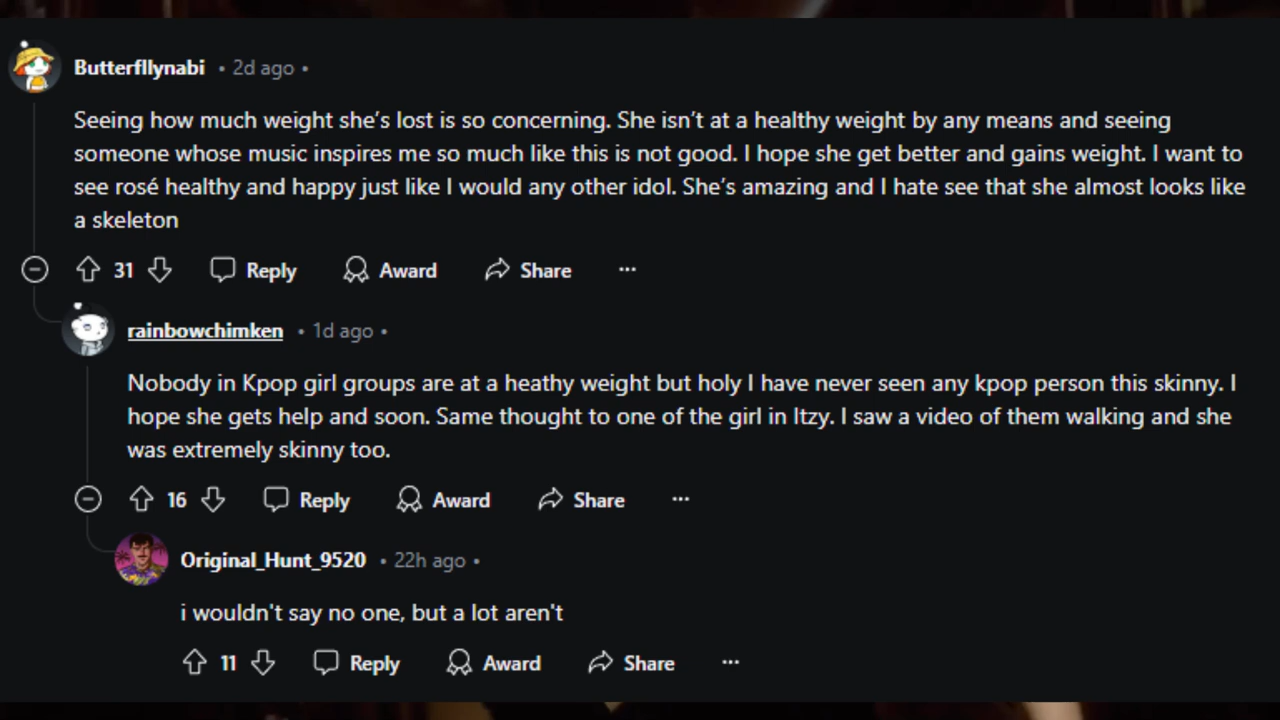 Butterfllynabi • 2d ago •
Seeing how much weight she’s lost is so concerning. She isn’t at a healthy weight by any means and seeing
someone whose music inspires me so much like this is not good. I hope she get better and gains weight. I want to
see rosé healthy and happy just like I would any other idol. She’s amazing and I hate see that she almost looks like
a skeleton
31 Reply Award Share ...
rainbowchimken • 1d ago •
Nobody in Kpop girl groups are at a heathy weight but holy I have never seen any kpop person this skinny. I
hope she gets help and soon. Same thought to one of the girl in Itzy. I saw a video of them walking and she
was extremely skinny too.
16 Reply Award Share ...
Original_Hunt_9520 • 22h ago •
i wouldn't say no one, but a lot aren't
11 Reply Award Share ...